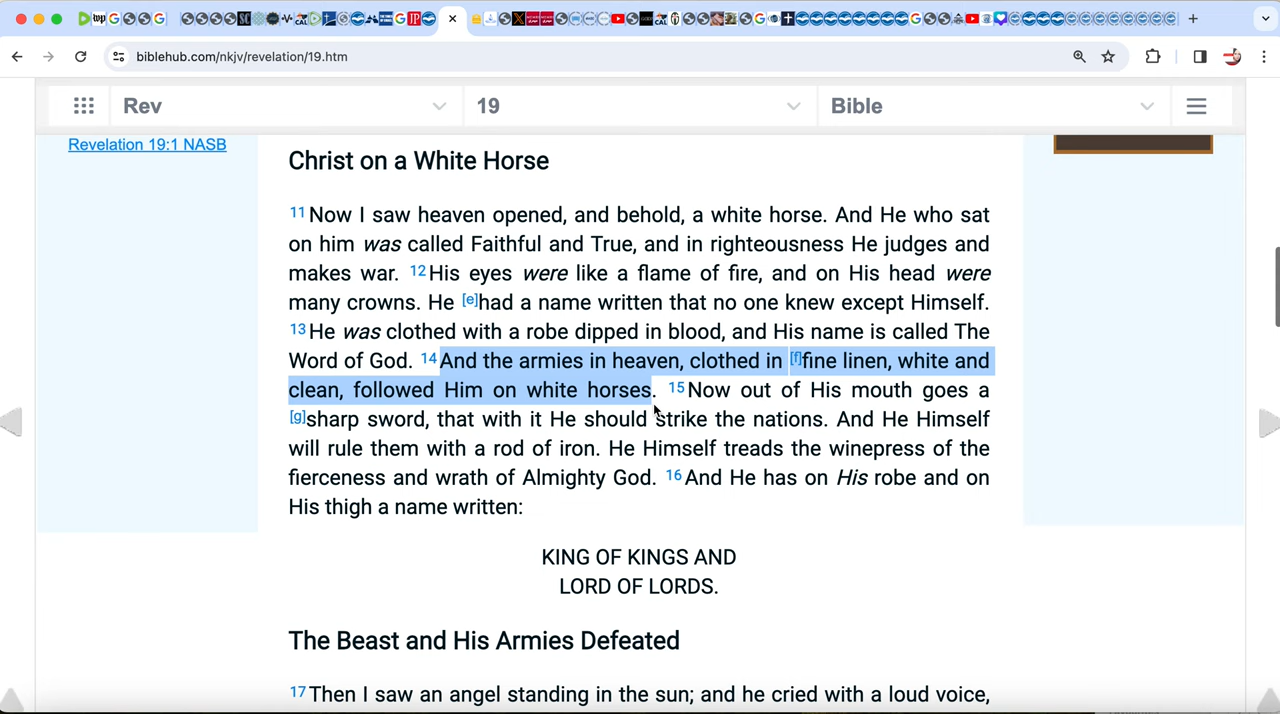 biblehub.com/nkjv/revelation/19.htm
Rev 19 Bible
Revelation 19:1 NASB
Christ on a White Horse
11 Now I saw heaven opened, and behold, a white horse. And He who sat
on him was called Faithful and True, and in righteousness He judges and
makes war. 12 His eyes were like a flame of fire, and on His head were
many crowns. He [e]had a name written that no one knew except Himself.
13 He was clothed with a robe dipped in blood, and His name is called The
Word of God. 14 And the armies in heaven, clothed in [f]fine linen, white and
clean, followed Him on white horses. 15 Now out of His mouth goes a
[g]sharp sword, that with it He should strike the nations. And He Himself
will rule them with a rod of iron. He Himself treads the winepress of the
fierceness and wrath of Almighty God. 16 And He has on His robe and on
His thigh a name written:
KING OF KINGS AND
LORD OF LORDS.
The Beast and His Armies Defeated
17 Then I saw an angel standing in the sun; and he cried with a loud voice,